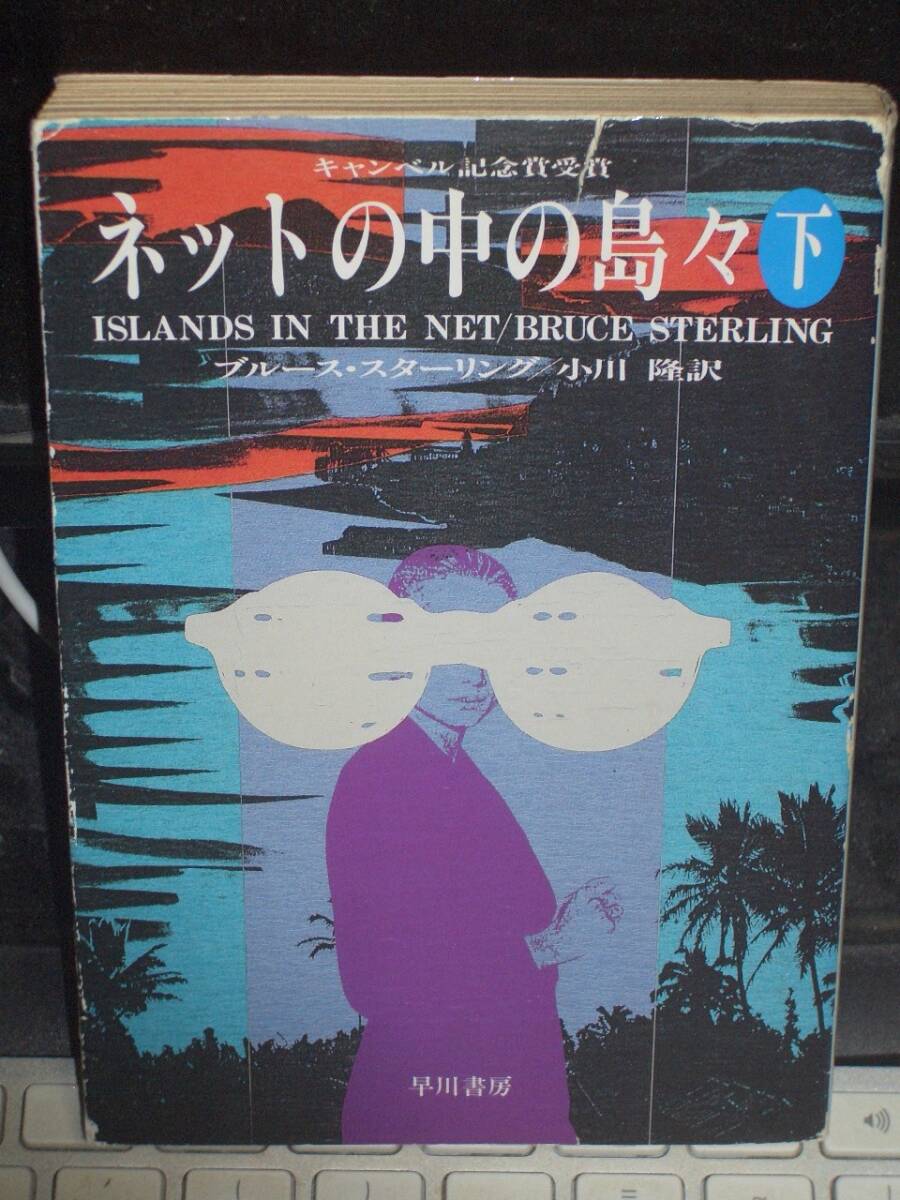 キャンベル記念賞受賞
ネットの中の島々 下
ISLANDS IN THE NET/BRUCE STERLING
ブルース・スターリング/小川 隆訳
早川書房